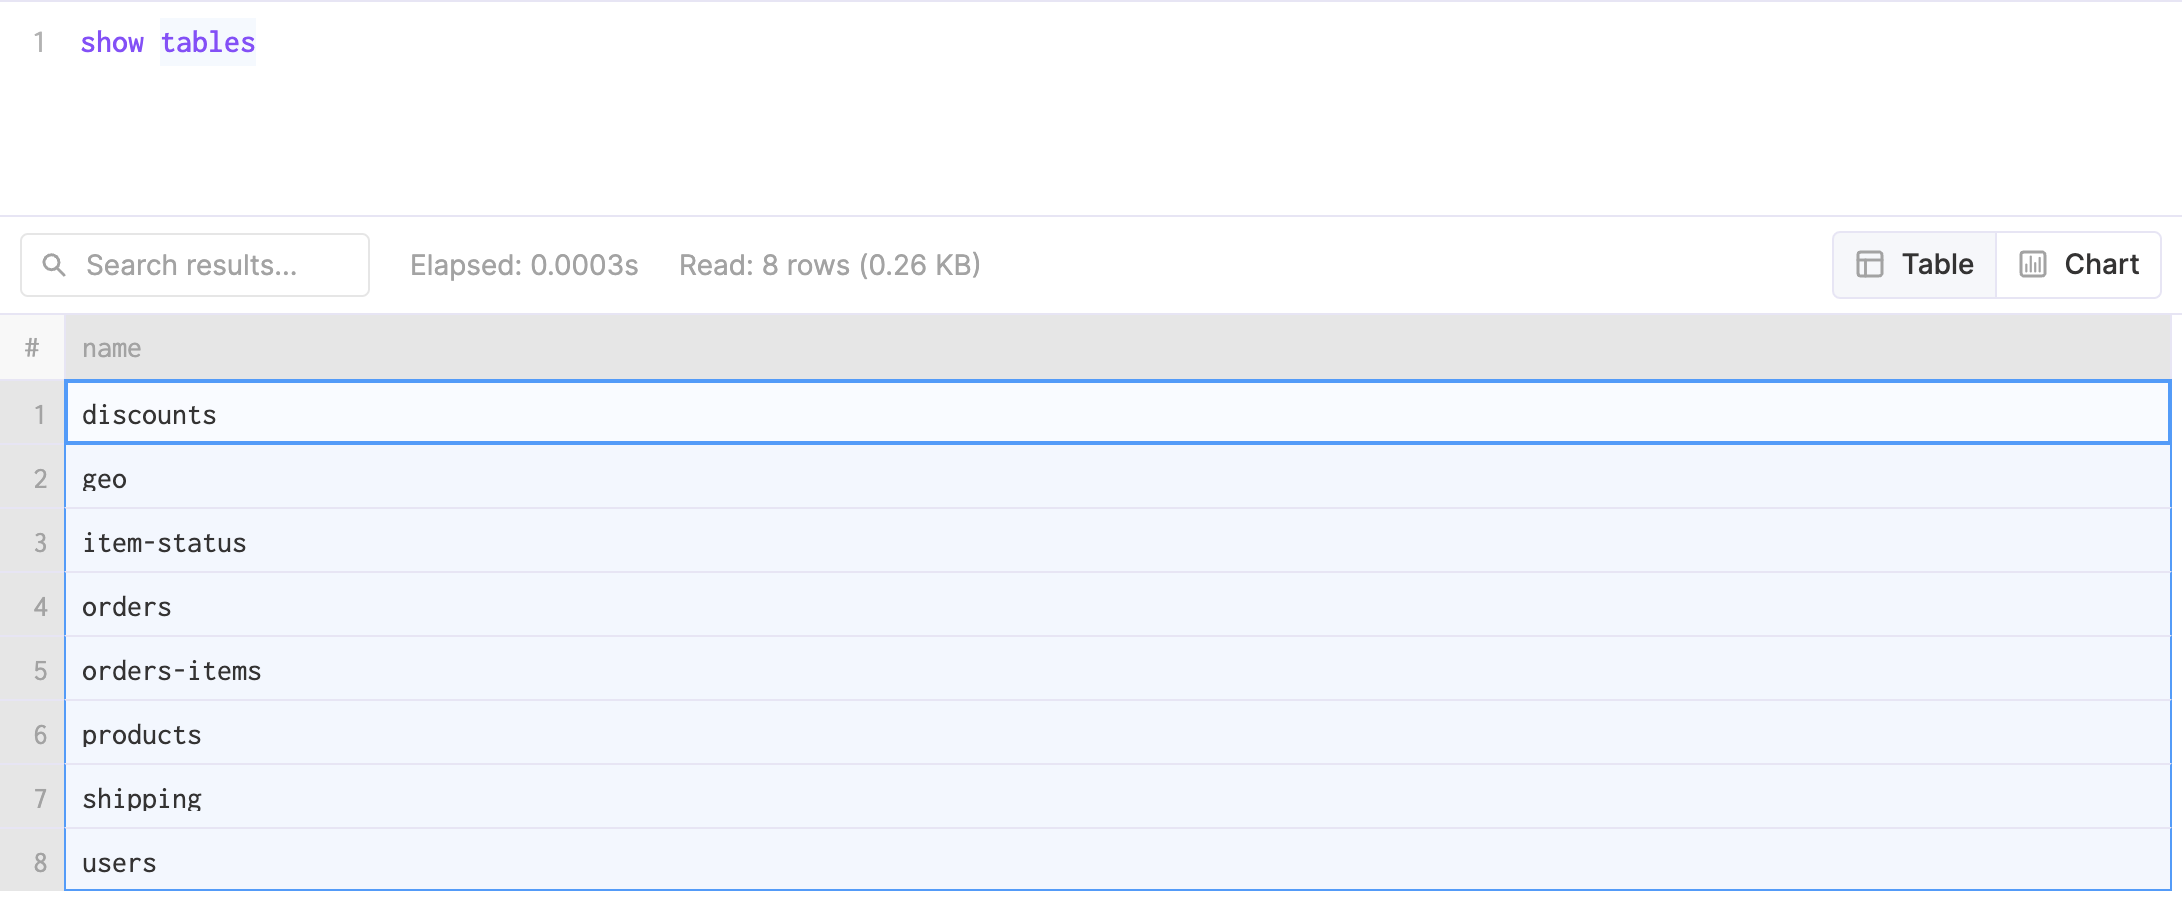 1 show tables
Search results... Elapsed: 0.0003s Read: 8 rows (0.26 KB) Table Chart
# name
1 discounts
2 geo
3 item-status
4 orders
5 orders-items
6 products
7 shipping
8 users